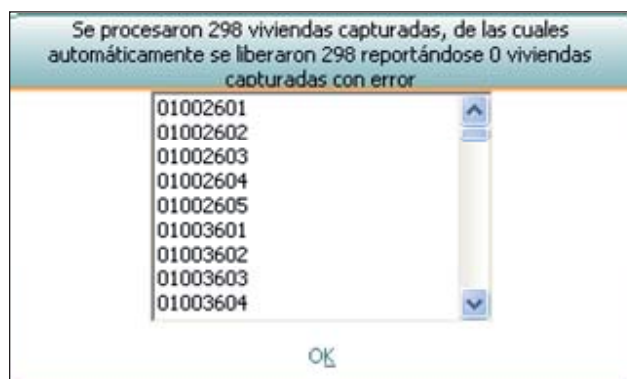 Se procesaron 298 viviendas capturadas, de las cuales
automáticamente se liberaron 298 reportándose 0 viviendas
capturadas con error
01002601
01002602
01002603
01002604
01002605
01003601
01003602
01003603
01003604
OK